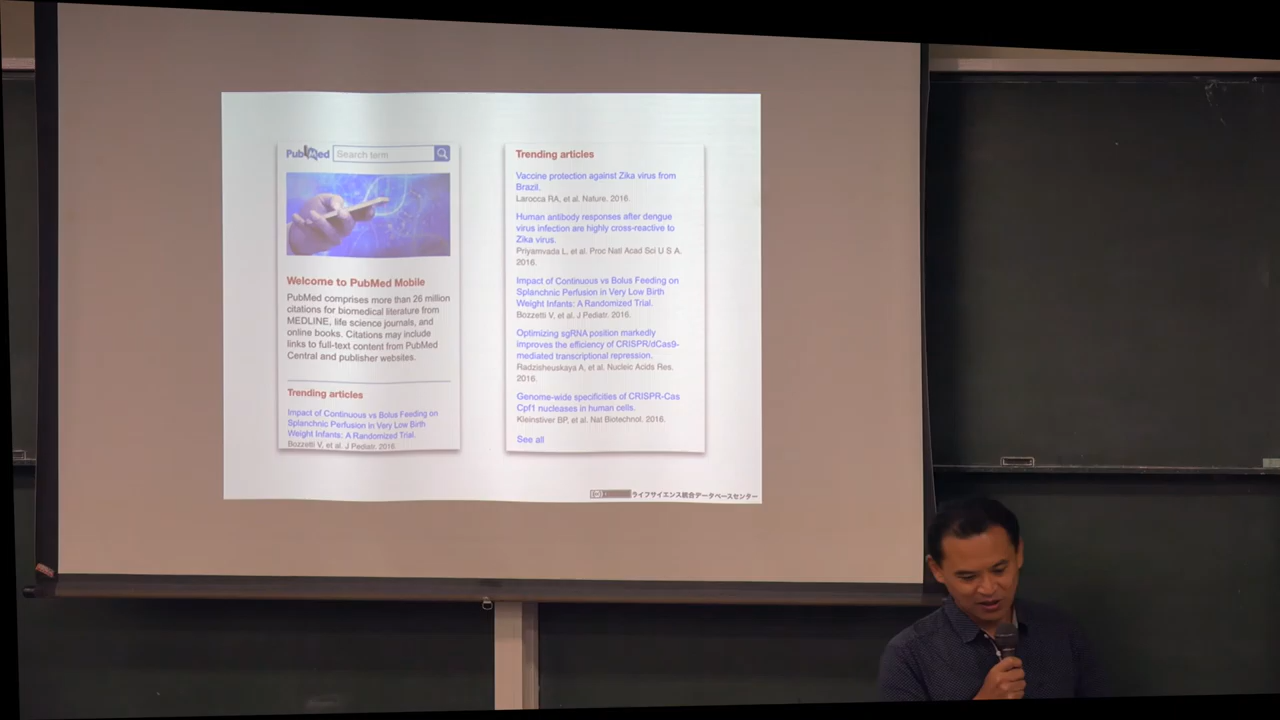 PubMed
Search term
Welcome to PubMed Mobile
PubMed comprises more than 26 million
citations for biomedical literature from
MEDLINE, life science journals, and
online books. Citations may include
links to full-text content from PubMed
Central and publisher websites.
Trending articles
Impact of Continuous vs Bolus Feeding on
Splanchnic Perfusion in Very Low Birth
Weight Infants: A Randomized Trial.
Bozzetti V, et al. J Pediatr. 2016.
Trending articles
Vaccine protection against Zika virus from
Brazil.
Larocca RA, et al. Nature. 2016.
Human antibody responses after dengue
virus infection are highly cross-reactive to
Zika virus.
Priyamvada L, et al. Proc Natl Acad Sci U S A.
2016.
Impact of Continuous vs Bolus Feeding on
Splanchnic Perfusion in Very Low Birth
Weight Infants: A Randomized Trial.
Bozzetti V, et al. J Pediatr. 2016.
Optimizing sgRNA position markedly
improves the efficiency of CRISPR/dCas9-
mediated transcriptional repression.
Radzisheuskaya A, et al. Nucleic Acids Res.
2016.
Genome-wide specificities of CRISPR-Cas
Cpf1 nucleases in human cells.
Kleinstiver BP, et al. Nat Biotechnol. 2016.
See all
ライフサイエンス統合データベースセンター